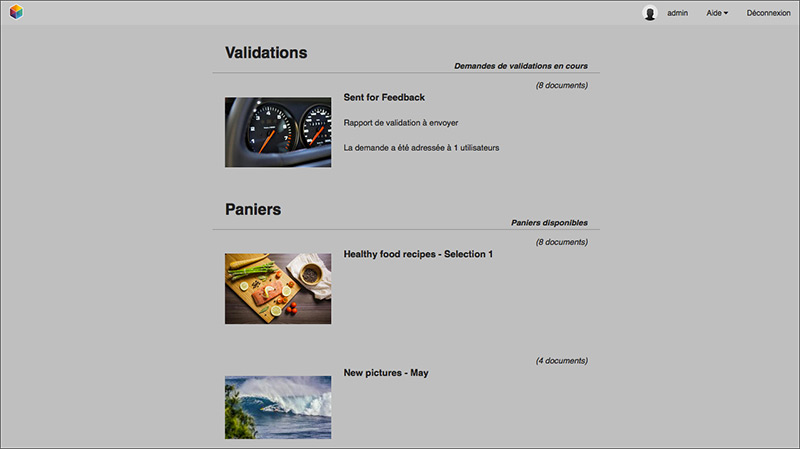 admin
Aide
Déconnexion
Validations
Demandes de validations en cours
(8 documents)
Sent for Feedback
Rapport de validation à envoyer
La demande a été adressée à 1 utilisateurs
Paniers
Paniers disponibles
(8 documents)
Healthy food recipes - Selection 1
(4 documents)
New pictures - May